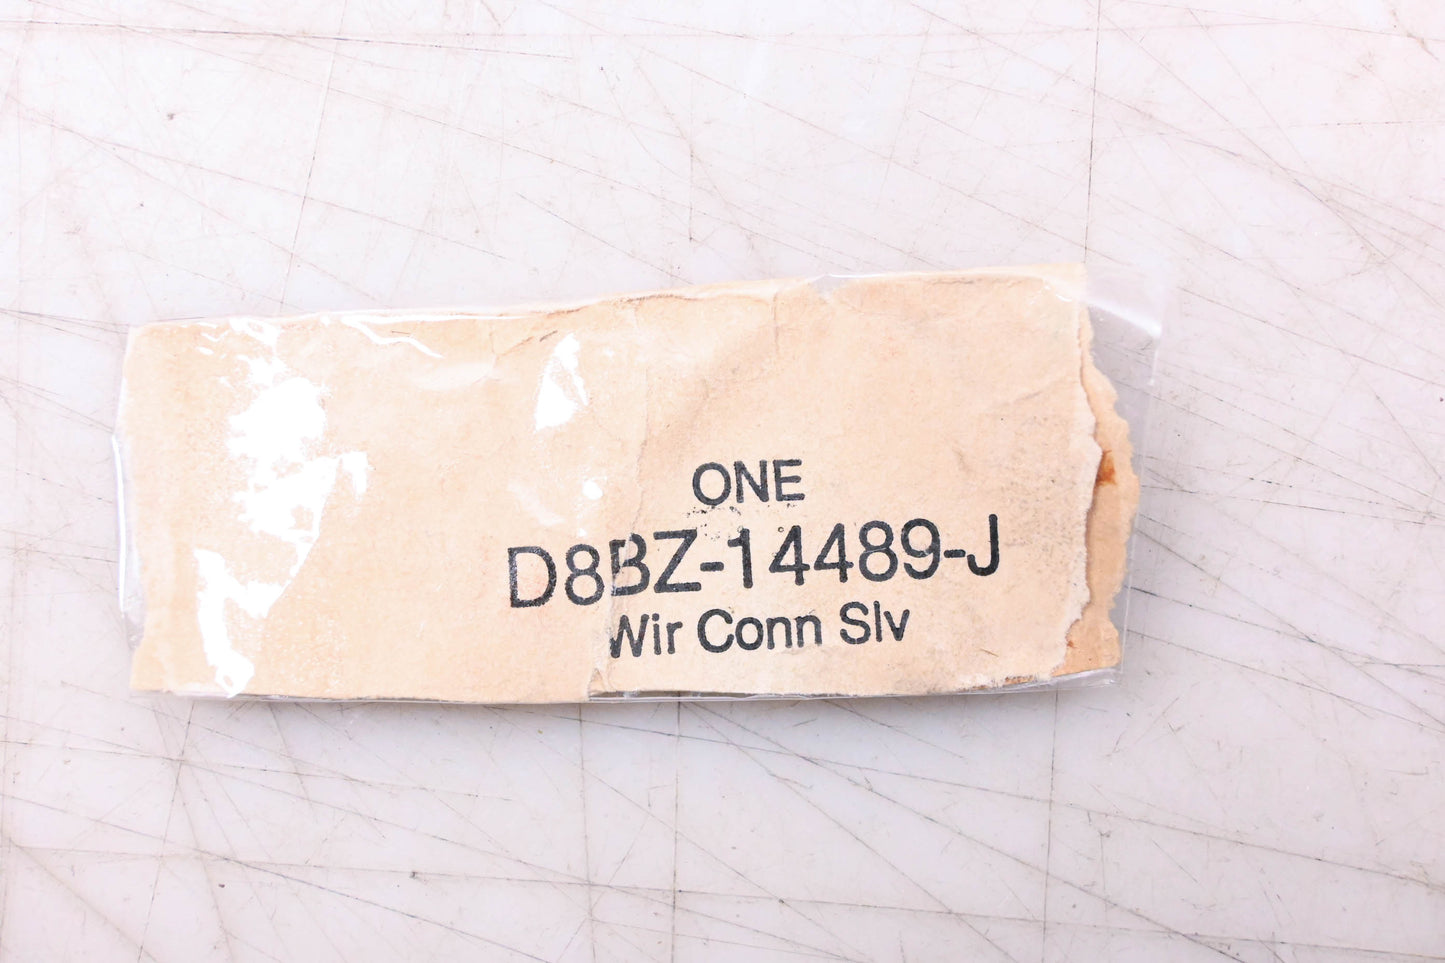 ONE
D8BZ-14489-J
Wir Conn Slv